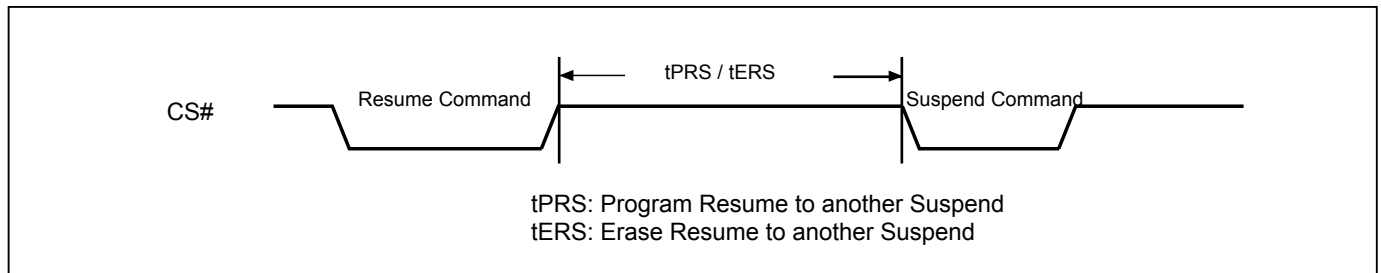 tPRS / tERS
CS#
Resume Command
Suspend Command
tPRS: Program Resume to another Suspend
tERS: Erase Resume to another Suspend